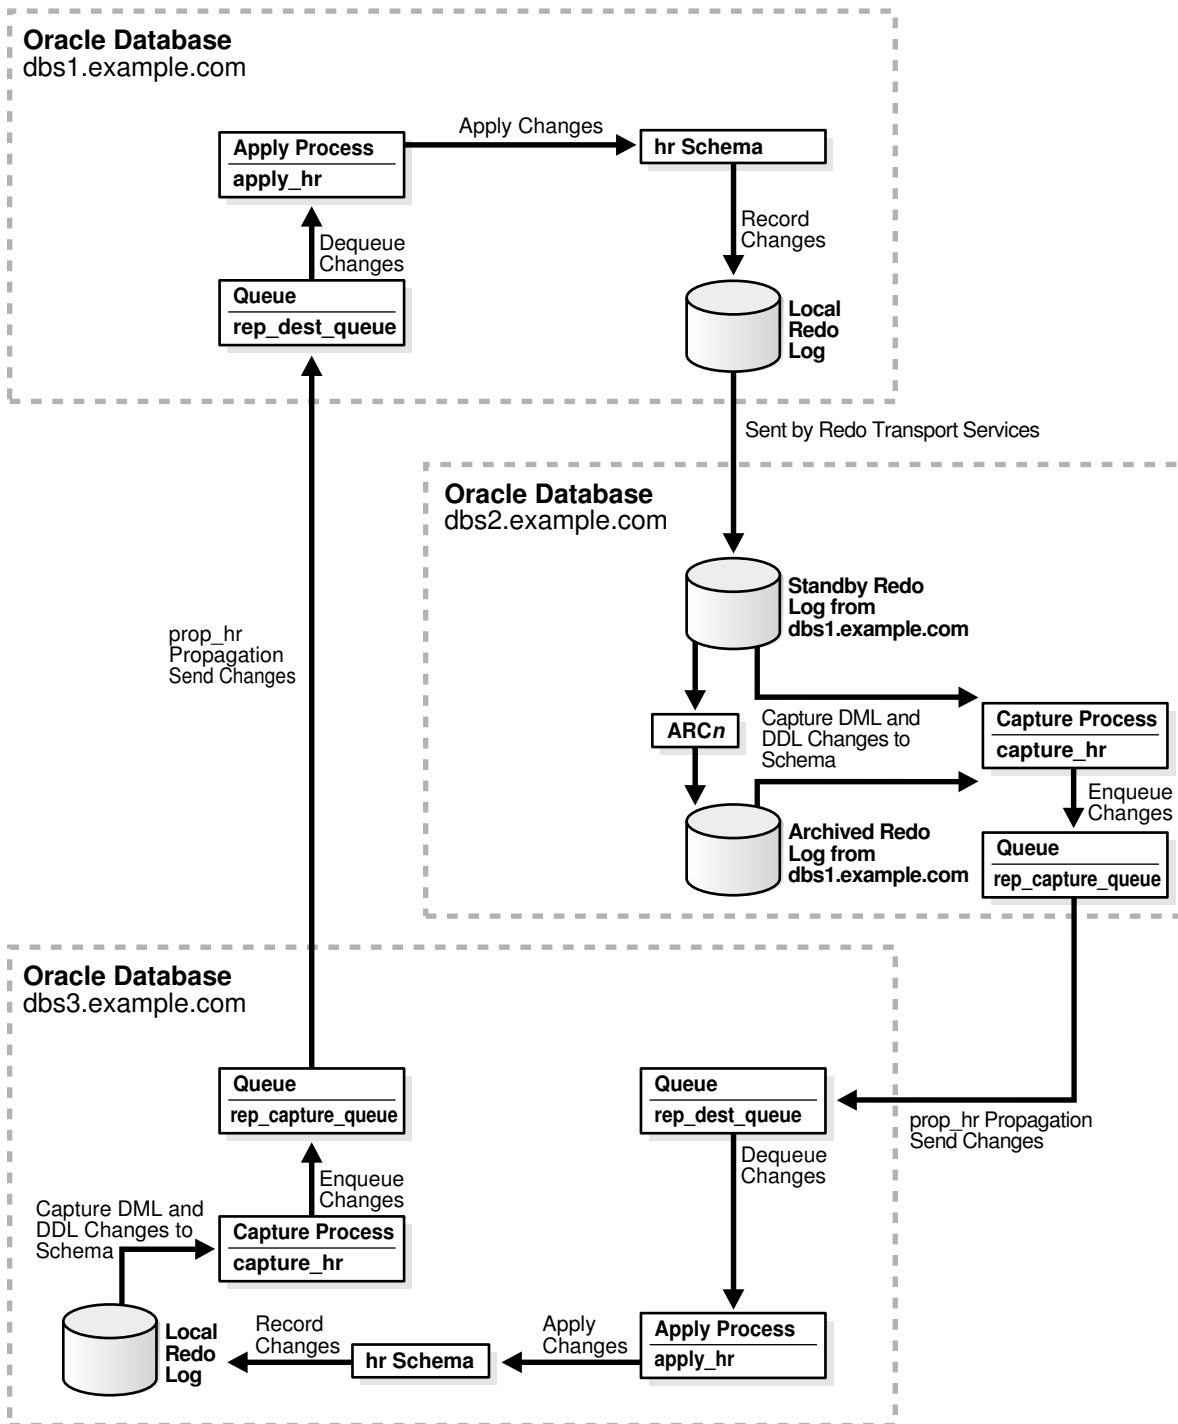 Oracle Database
dbs1.example.com
Apply Process
apply_hr
Apply Changes
hr Schema
Record
Changes
Dequeue
Changes
Queue
rep_dest_queue
Local
Redo
Log
Sent by Redo Transport Services
Oracle Database
dbs2.example.com
Standby Redo
Log from
dbs1.example.com
prop_hr
Propagation
Send Changes
ARCn
Capture DML and
DDL Changes to
Schema
Capture Process
capture_hr
Enqueue
Changes
Archived Redo
Log from
dbs1.example.com
Queue
rep_capture_queue
Oracle Database
dbs3.example.com
Queue
rep_capture_queue
Queue
rep_dest_queue
prop_hr Propagation
Send Changes
Dequeue
Changes
Enqueue
Changes
Capture DML and
DDL Changes to
Schema
Capture Process
capture_hr
Local
Redo
Log
Record
Changes
hr Schema
Apply
Changes
Apply Process
apply_hr